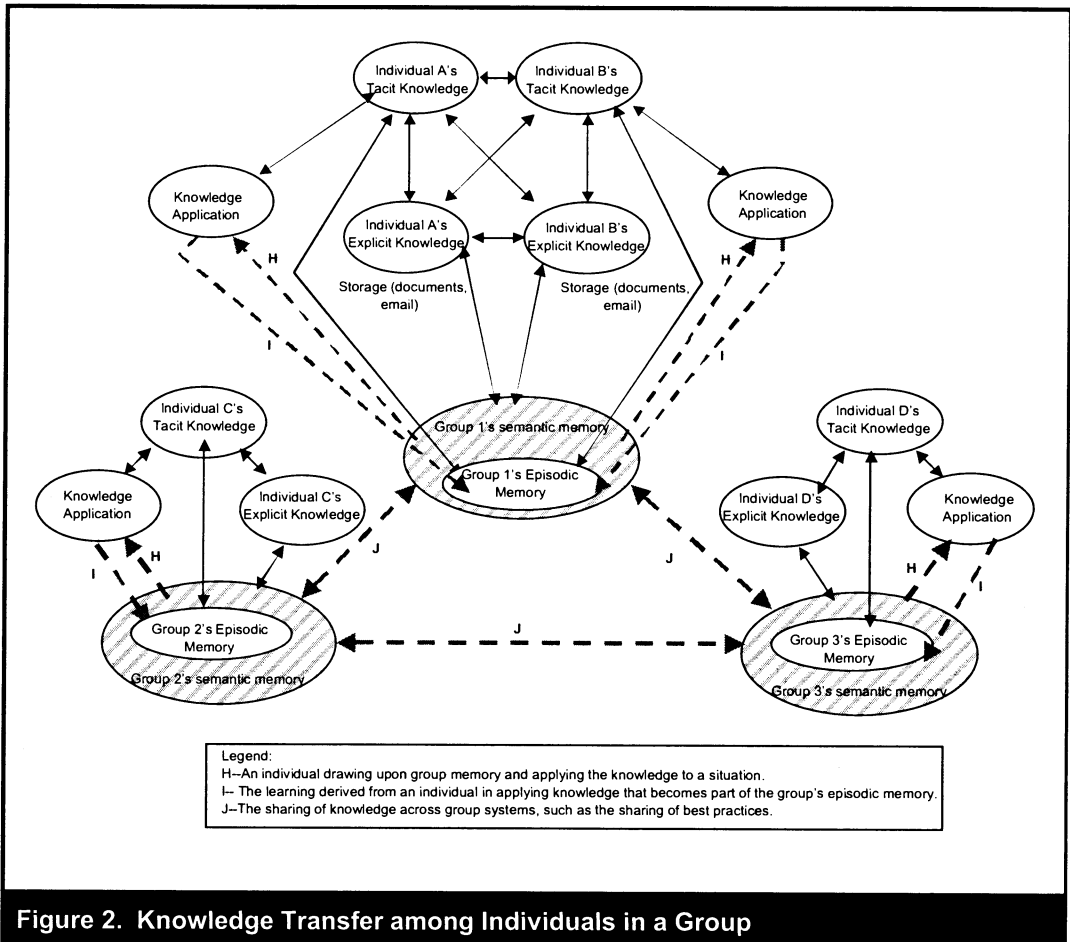 Individual A's
Tacit Knowledge
Individual B's
Tacit Knowledge
Knowledge
Application
Knowledge
Application
Individual A's
Explicit Knowledge
Individual B's
Explicit Knowledge
H
H
Storage (documents,
email)
Storage (documents,
email)
I
I
Individual C's
Tacit Knowledge
Group 1's semantic memory
Individual D's
Tacit Knowledge
Group 1's Episodic
Memory
Knowledge
Application
Individual C's
Explicit Knowledge
Individual D's
Explicit Knowledge
Knowledge
Application
J
J
H
I
H
I
Group 2's Episodic
Memory
J
Group 3's Episodic
Memory
Group 2's semantic memory
Group 3's semantic memory
Legend:
H--An individual drawing upon group memory and applying the knowledge to a situation.
I-- The learning derived from an individual in applying knowledge that becomes part of the group's episodic memory.
J--The sharing of knowledge across group systems, such as the sharing of best practices.
Figure 2. Knowledge Transfer among Individuals in a Group